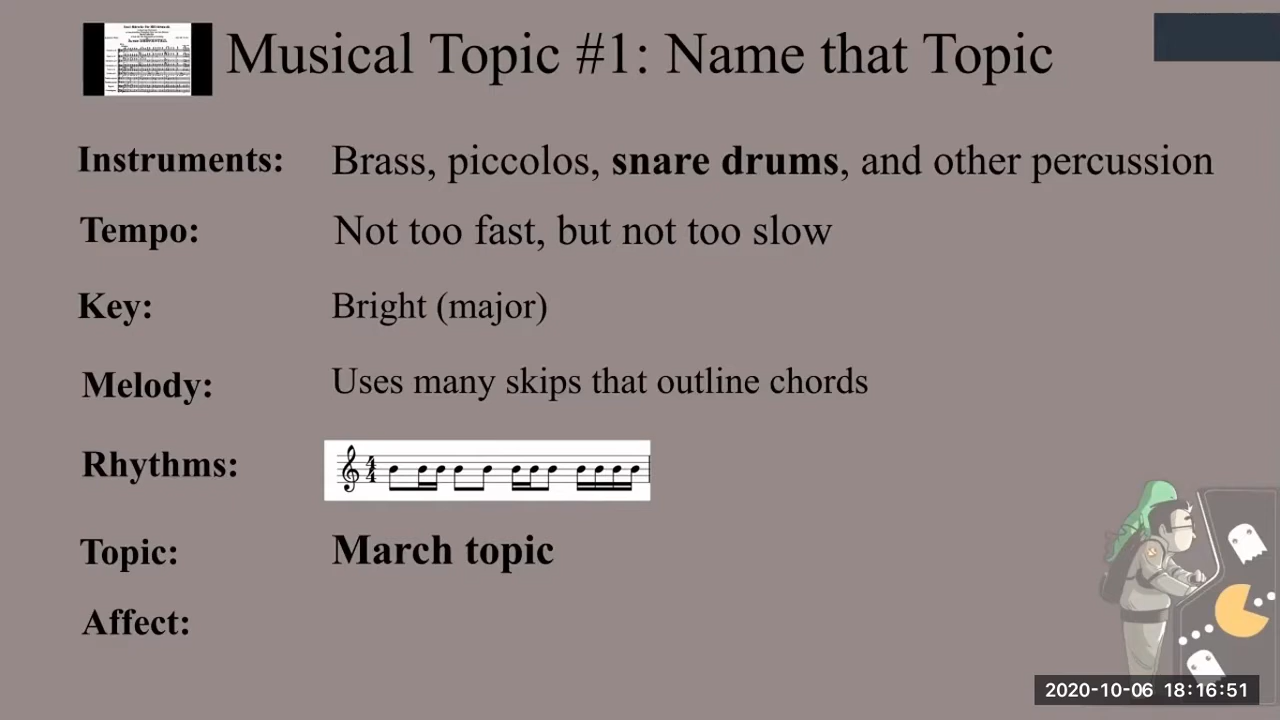 Musical Topic #1: Name that Topic
Instruments: Brass, piccolos, snare drums, and other percussion
Tempo: Not too fast, but not too slow
Key: Bright (major)
Melody: Uses many skips that outline chords
Rhythms:
Topic: March topic
Affect:
2020-10-06 18:16:51